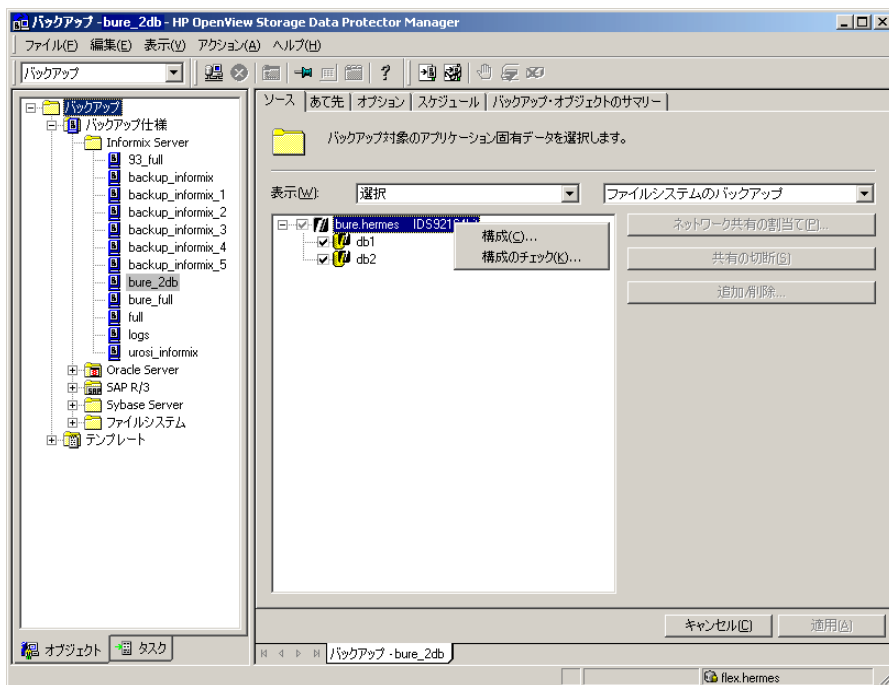 バックアップ - bure_2db - HP OpenView Storage Data Protector Manager
ファイル(F) 編集(E) 表示(V) アクション(A) ヘルプ(H)
バックアップ
バックアップ
バックアップ仕様
Informix Server
93_full
backup_informix
backup_informix_1
backup_informix_2
backup_informix_3
backup_informix_4
backup_informix_5
bure_2db
bure_full
full
logs
urosi_informix
Oracle Server
SAP R/3
Sybase Server
ファイルシステム
テンプレート
オブジェクト タスク
ソース あて先 オプション スケジュール バックアップ・オブジェクトのサマリー
バックアップ対象のアプリケーション固有データを選択します。
表示(W): 選択 ファイルシステムのバックアップ
bure.hermes
db1
db2
構成(C)...
構成のチェック(K)...
ネットワーク共有の割当て(P)...
共有の切断(S)
追加/削除...
キャンセル(C) 適用(A)
バックアップ - bure_2db
flex.hermes